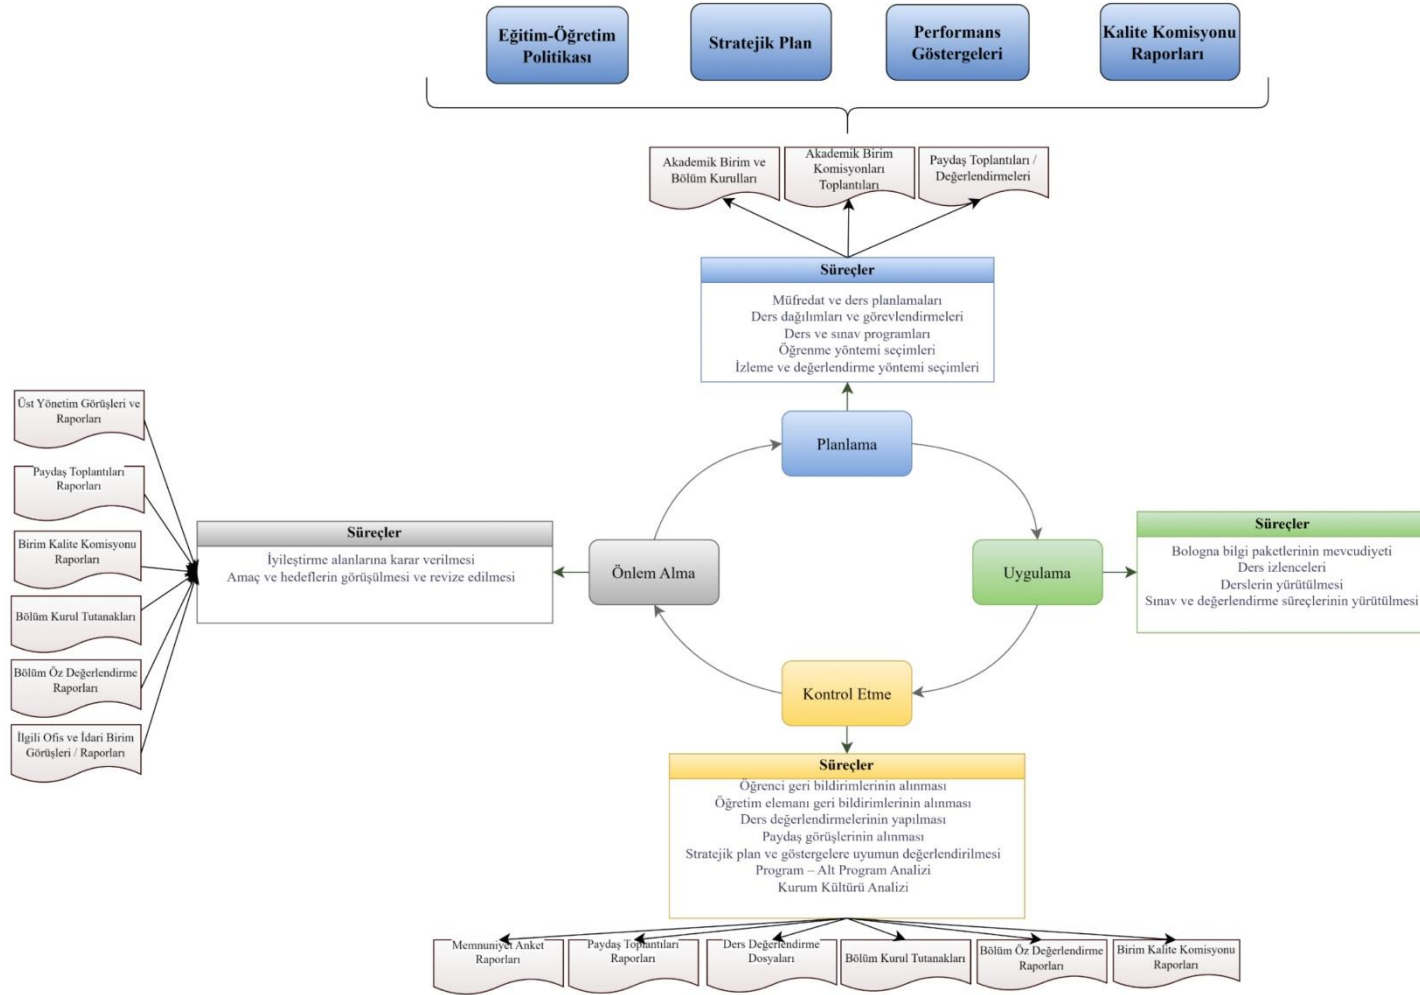 Eğitim-Öğretim
Politikası
Stratejik Plan
Performans
Göstergeleri
Kalite Komisyonu
Raporları
Akademik Birim ve
Bölüm Kurulları
Akademik Birim
Komisyonları
Toplantıları
Paydaş Toplantıları /
Değerlendirmeleri
Süreçler
Müfredat ve ders planlamaları
Ders dağılımları ve görevlendirmeleri
Ders ve sınav programları
Öğrenme yöntemi seçimleri
İzleme ve değerlendirme yöntemi seçimleri
Planlama
Üst Yönetim Görüşleri ve
Raporları
Paydaş Toplantıları
Raporları
Birim Kalite Komisyonu
Raporları
Bölüm Kurul Tutanakları
Bölüm Öz Değerlendirme
Raporları
İlgili Ofis ve İdari Birim
Görüşleri / Raporları
Süreçler
İyileştirme alanlarına karar verilmesi
Amaç ve hedeflerin görüşülmesi ve revize edilmesi
Önlem Alma
Uygulama
Süreçler
Bologna bilgi paketlerinin mevcudiyeti
Ders izlenceleri
Derslerin yürütülmesi
Sınav ve değerlendirme süreçlerinin yürütülmesi
Kontrol Etme
Süreçler
Öğrenci geri bildirimlerinin alınması
Öğretim elemanı geri bildirimlerinin alınması
Ders değerlendirmelerinin yapılması
Paydaş görüşlerinin alınması
Stratejik plan ve göstergelere uyumun değerlendirilmesi
Program – Alt Program Analizi
Kurum Kültürü Analizi
Memnuniyet Anket
Raporları
Paydaş Toplantıları
Raporları
Ders Değerlendirme
Dosyaları
Bölüm Kurul Tutanakları
Bölüm Öz Değerlendirme
Raporları
Birim Kalite Komisyonu
Raporları